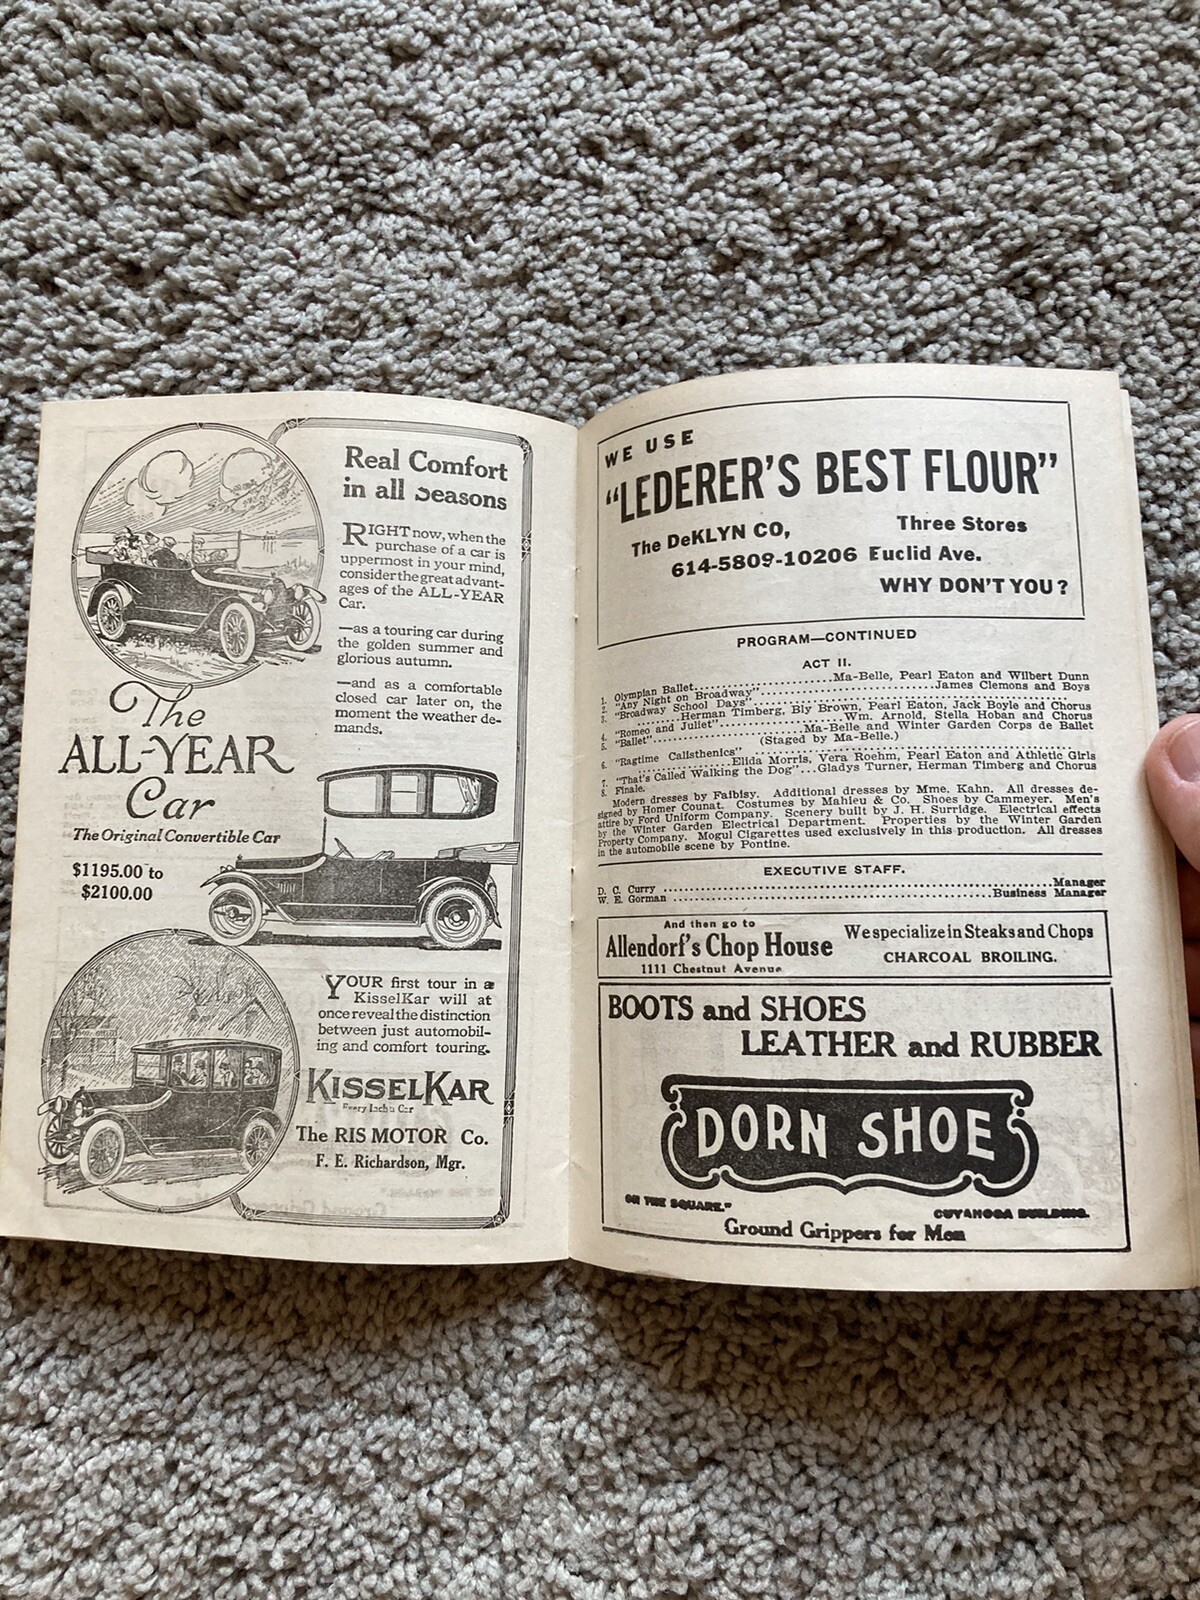 Real Comfort
in all Seasons
RIGHT now, when the
purchase of a car is
uppermost in your mind,
consider the great advant-
ages of the ALL-YEAR
Car.
—as a touring car during
the golden summer and
glorious autumn.
—and as a comfortable
closed car later on, the
moment the weather de-
mands.
The
ALL-YEAR
Car
The Original Convertible Car
$1195.00 to
$2100.00
YOUR first tour in a
KisselKar will at
once reveal the distinction
between just automobil-
ing and comfort touring.
KISSELKAR
Every Inch a Car
The RIS MOTOR Co.
F. E. Richardson, Mgr.
WE USE
"LEDERER'S BEST FLOUR"
The DeKLYN CO,
Three Stores
614-5809-10206 Euclid Ave.
WHY DON'T YOU?
PROGRAM—CONTINUED
ACT II.
1. Olympian Ballet..........Ma-Belle, Pearl Eaton and Wilbert Dunn
2. "Any Night on Broadway"..........James Clemons and Boys
3. "Broadway School Days"..........
..........Herman Timberg, Biy Brown, Pearl Eaton, Jack Boyle and Chorus
4. "Romeo and Juliet"..........Wm. Arnold, Stella Hoban and Chorus
5. "Ballet"..........Ma-Belle and Winter Garden Corps de Ballet
(Staged by Ma-Belle.)
6. "Ragtime Calisthenics"..........
..........Elida Morris, Vera Roehm, Pearl Eaton and Athletic Girls
7. "That's Called Walking the Dog"...Gladys Turner, Herman Timberg and Chorus
8. Finale.
Modern dresses by Faibisy. Additional dresses by Mme. Kahn. All dresses de-
signed by Homer Counat. Costumes by Mahieu & Co. Shoes by Cammeyer. Men's
attire by Ford Uniform Company. Scenery built by J. H. Surridge. Electrical effects
by the Winter Garden Electrical Department. Properties by the Winter Garden
Property Company. Mogul Cigarettes used exclusively in this production. All dresses
in the automobile scene by Pontine.
EXECUTIVE STAFF.
D. C. Curry..........Manager
W. E. Gorman..........Business Manager
And then go to
Allendorf's Chop House
1111 Chestnut Avenue
We specialize in Steaks and Chops
CHARCOAL BROILING.
BOOTS and SHOES
LEATHER and RUBBER
DORN SHOE
ON THE SQUARE."
CUYAHOGA BUILDING.
Ground Grippers for Men